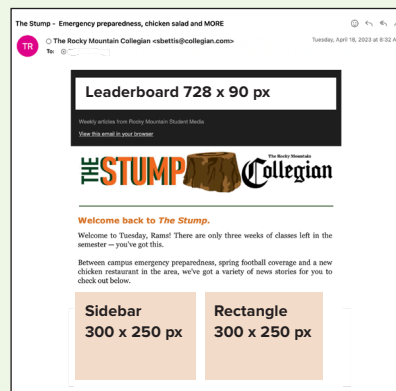 The Stump - Emergency preparedness, chicken salad and MORE
TR
The Rocky Mountain Collegian <sbettis@collegian.com>
Tuesday, April 18, 2023 at 8:32 A
To:
Leaderboard 728 x 90 px
Weekly articles from Rocky Mountain Student Media
View this email in your browser
THE STUMP
The Rocky Mountain
Collegian
Welcome back to The Stump.
Welcome to Tuesday, Rams! There are only three weeks of classes left in the
semester — you've got this.
Between campus emergency preparedness, spring football coverage and a new
chicken restaurant in the area, we've got a variety of news stories for you to
check out below.
Sidebar
300 x 250 px
Rectangle
300 x 250 px